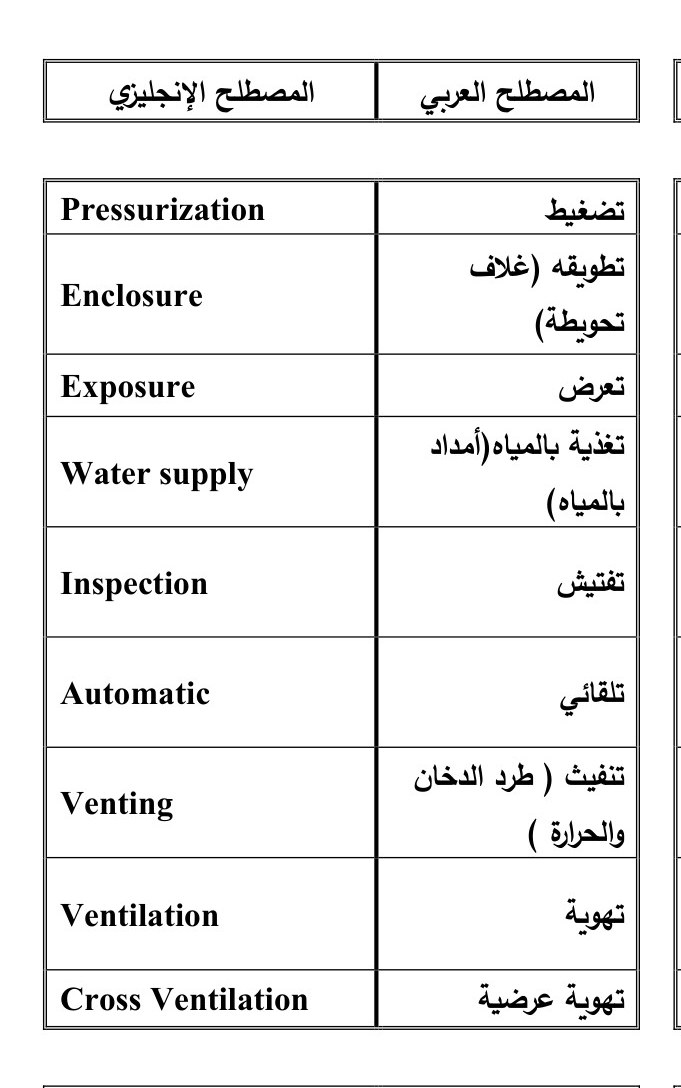 المصطلح العربي	المصطلح الإنجليزي
تضغيط	Pressurization
تطويقه (غلاف
تحويطة)	Enclosure
تعرض	Exposure
تغذية بالمياه(أمداد
بالمياه)	Water supply
تفتيش	Inspection
تلقائي	Automatic
تنفيث ( طرد الدخان
والحرارة )	Venting
تهوية	Ventilation
تهوية عرضية	Cross Ventilation